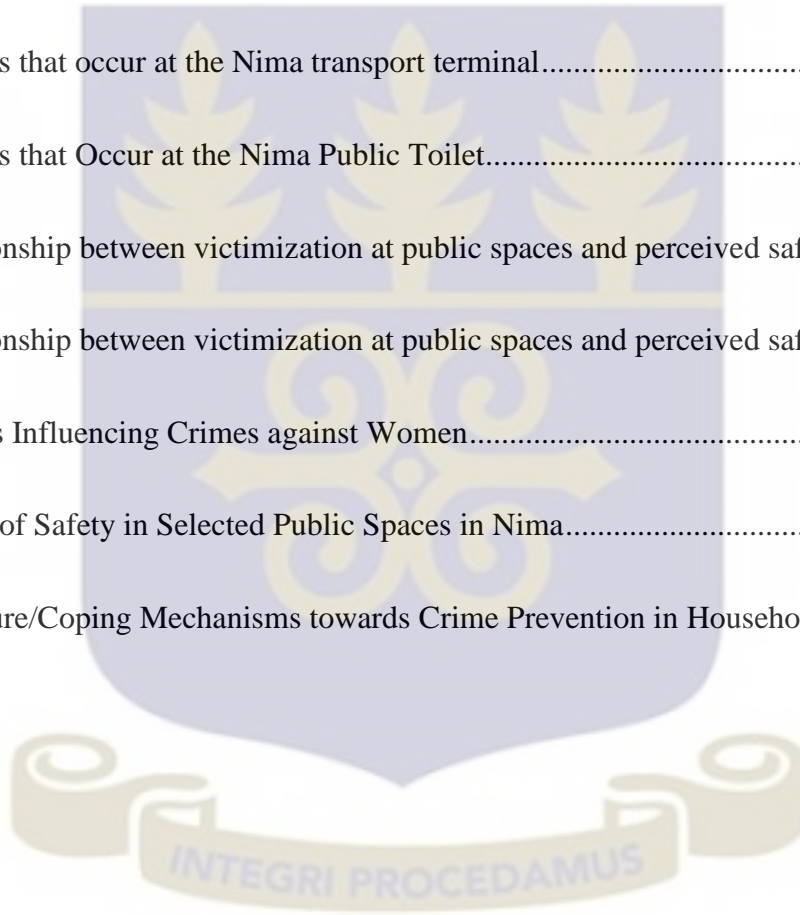 s that occur at the Nima transport terminal..............................
s that Occur at the Nima Public Toilet....................................
onship between victimization at public spaces and perceived saf
onship between victimization at public spaces and perceived saf
s Influencing Crimes against Women......................................
of Safety in Selected Public Spaces in Nima...........................
ure/Coping Mechanisms towards Crime Prevention in Househo
INTEGRI PROCEDAMUS